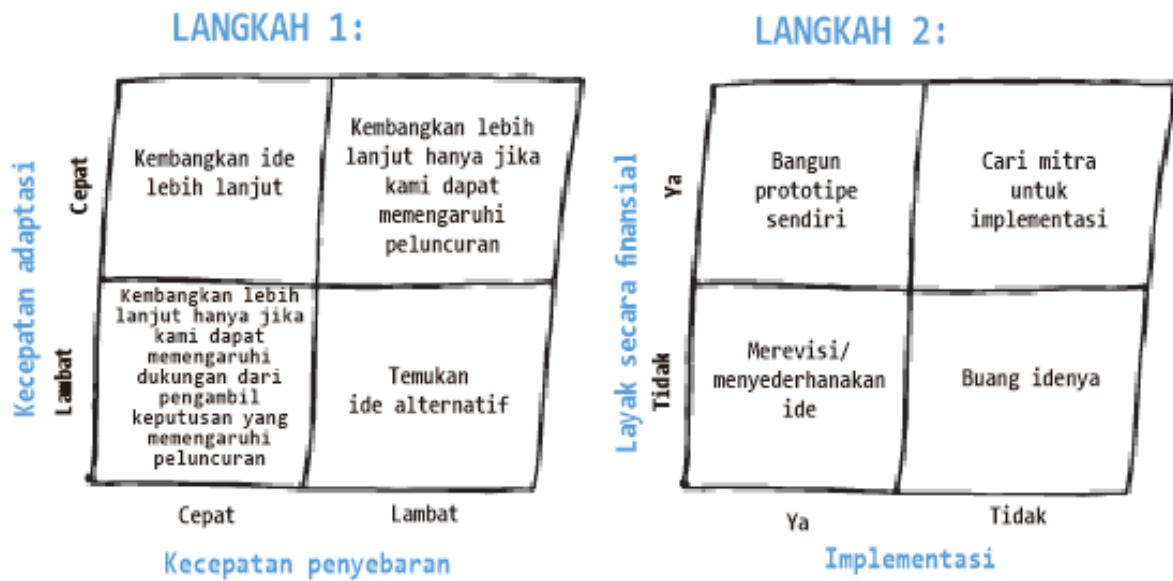 LANGKAH 1:
Kecepatan adaptasi
Cepat
Kembangkan ide
lebih lanjut
Kembangkan lebih
lanjut hanya jika
kami dapat
memengaruhi
peluncuran
Lambat
Kembangkan lebih
lanjut hanya jika
kami dapat
memengaruhi
dukungan dari
pengambil
keputusan yang
memengaruhi
peluncuran
Temukan
ide alternatif
Cepat
Lambat
Kecepatan penyebaran
LANGKAH 2:
Layak secara finansial
Ya
Bangun
prototipe
sendiri
Cari mitra
untuk
implementasi
Tidak
Merevisi/
menyederhanakan
ide
Buang idenya
Ya
Tidak
Implementasi